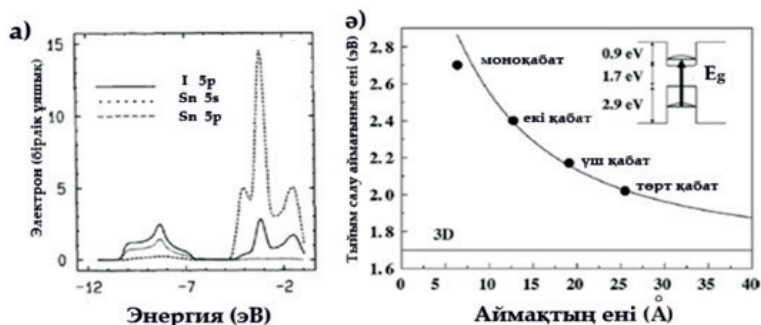 а)
Электрон (бірлік ұяшық)
15
10
5
0
I 5p
Sn 5s
Sn 5p
-12
-7
-2
Энергия (эВ)
ә)
Тыйым салу аймағының ені (эВ)
2.8
2.6
2.4
2.2
2.0
1.8
1.6
моноқабат
екі қабат
үш қабат
төрт қабат
3D
0.9 eV
1.7 eV
2.9 eV
Eg
0 5 10 15 20 25 30 35 40
Аймақтың ені (Å)